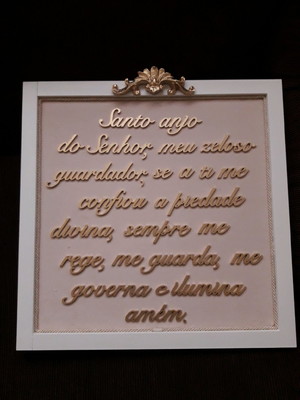 Santo anjo
do Senhor, meu zeloso
guardador, se a ti me
confiou a piedade
divina, sempre me
rege, me guarda, me
governa e ilumina
amém.